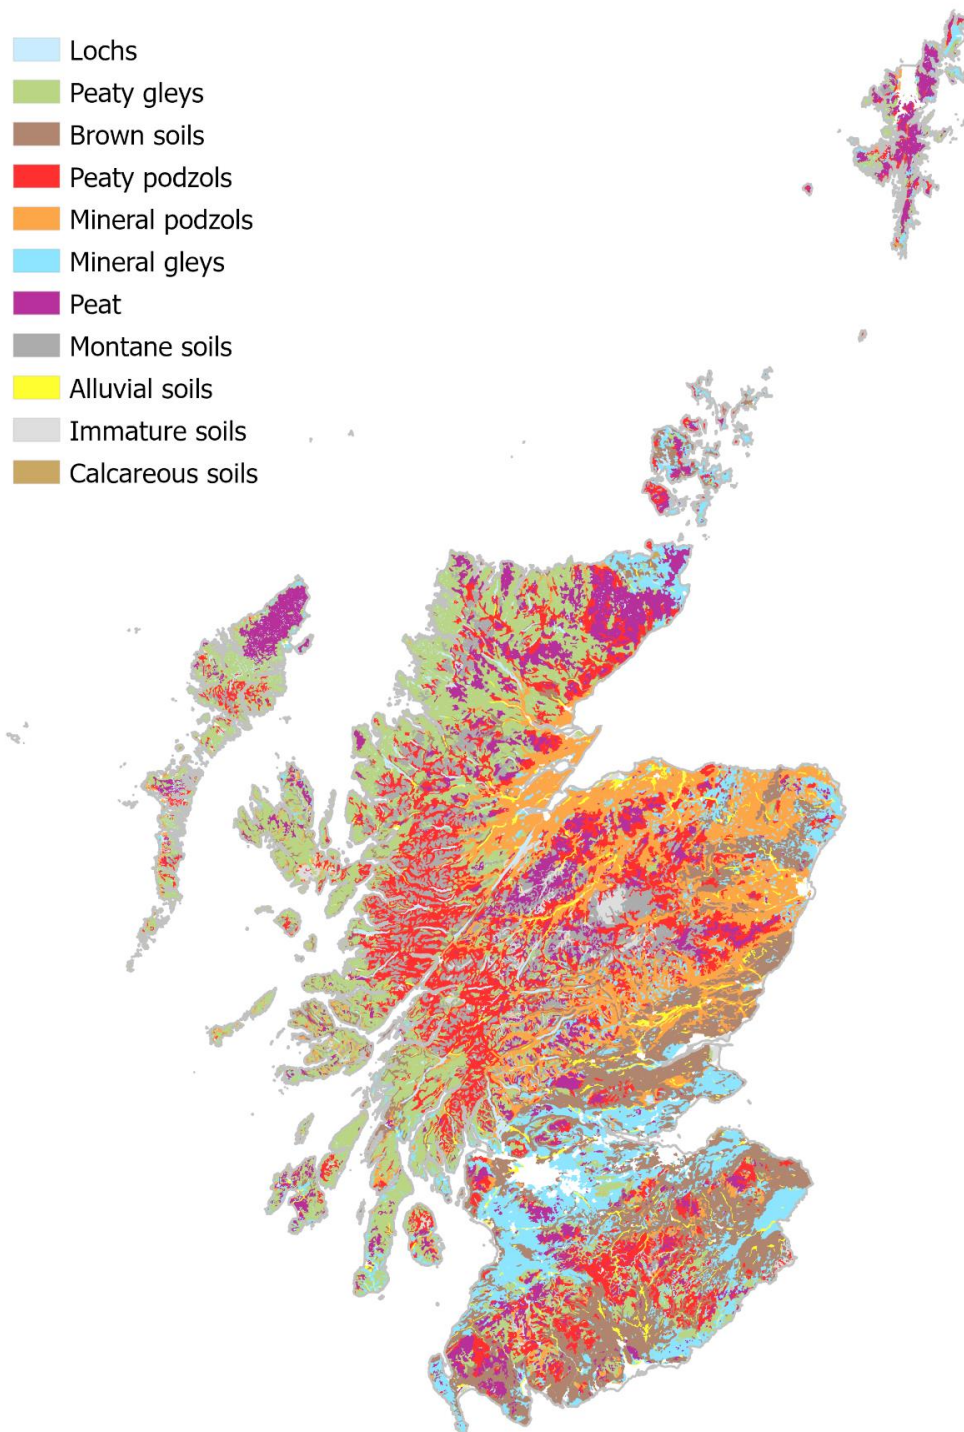 Lochs
Peaty gleys
Brown soils
Peaty podzols
Mineral podzols
Mineral gleys
Peat
Montane soils
Alluvial soils
Immature soils
Calcareous soils